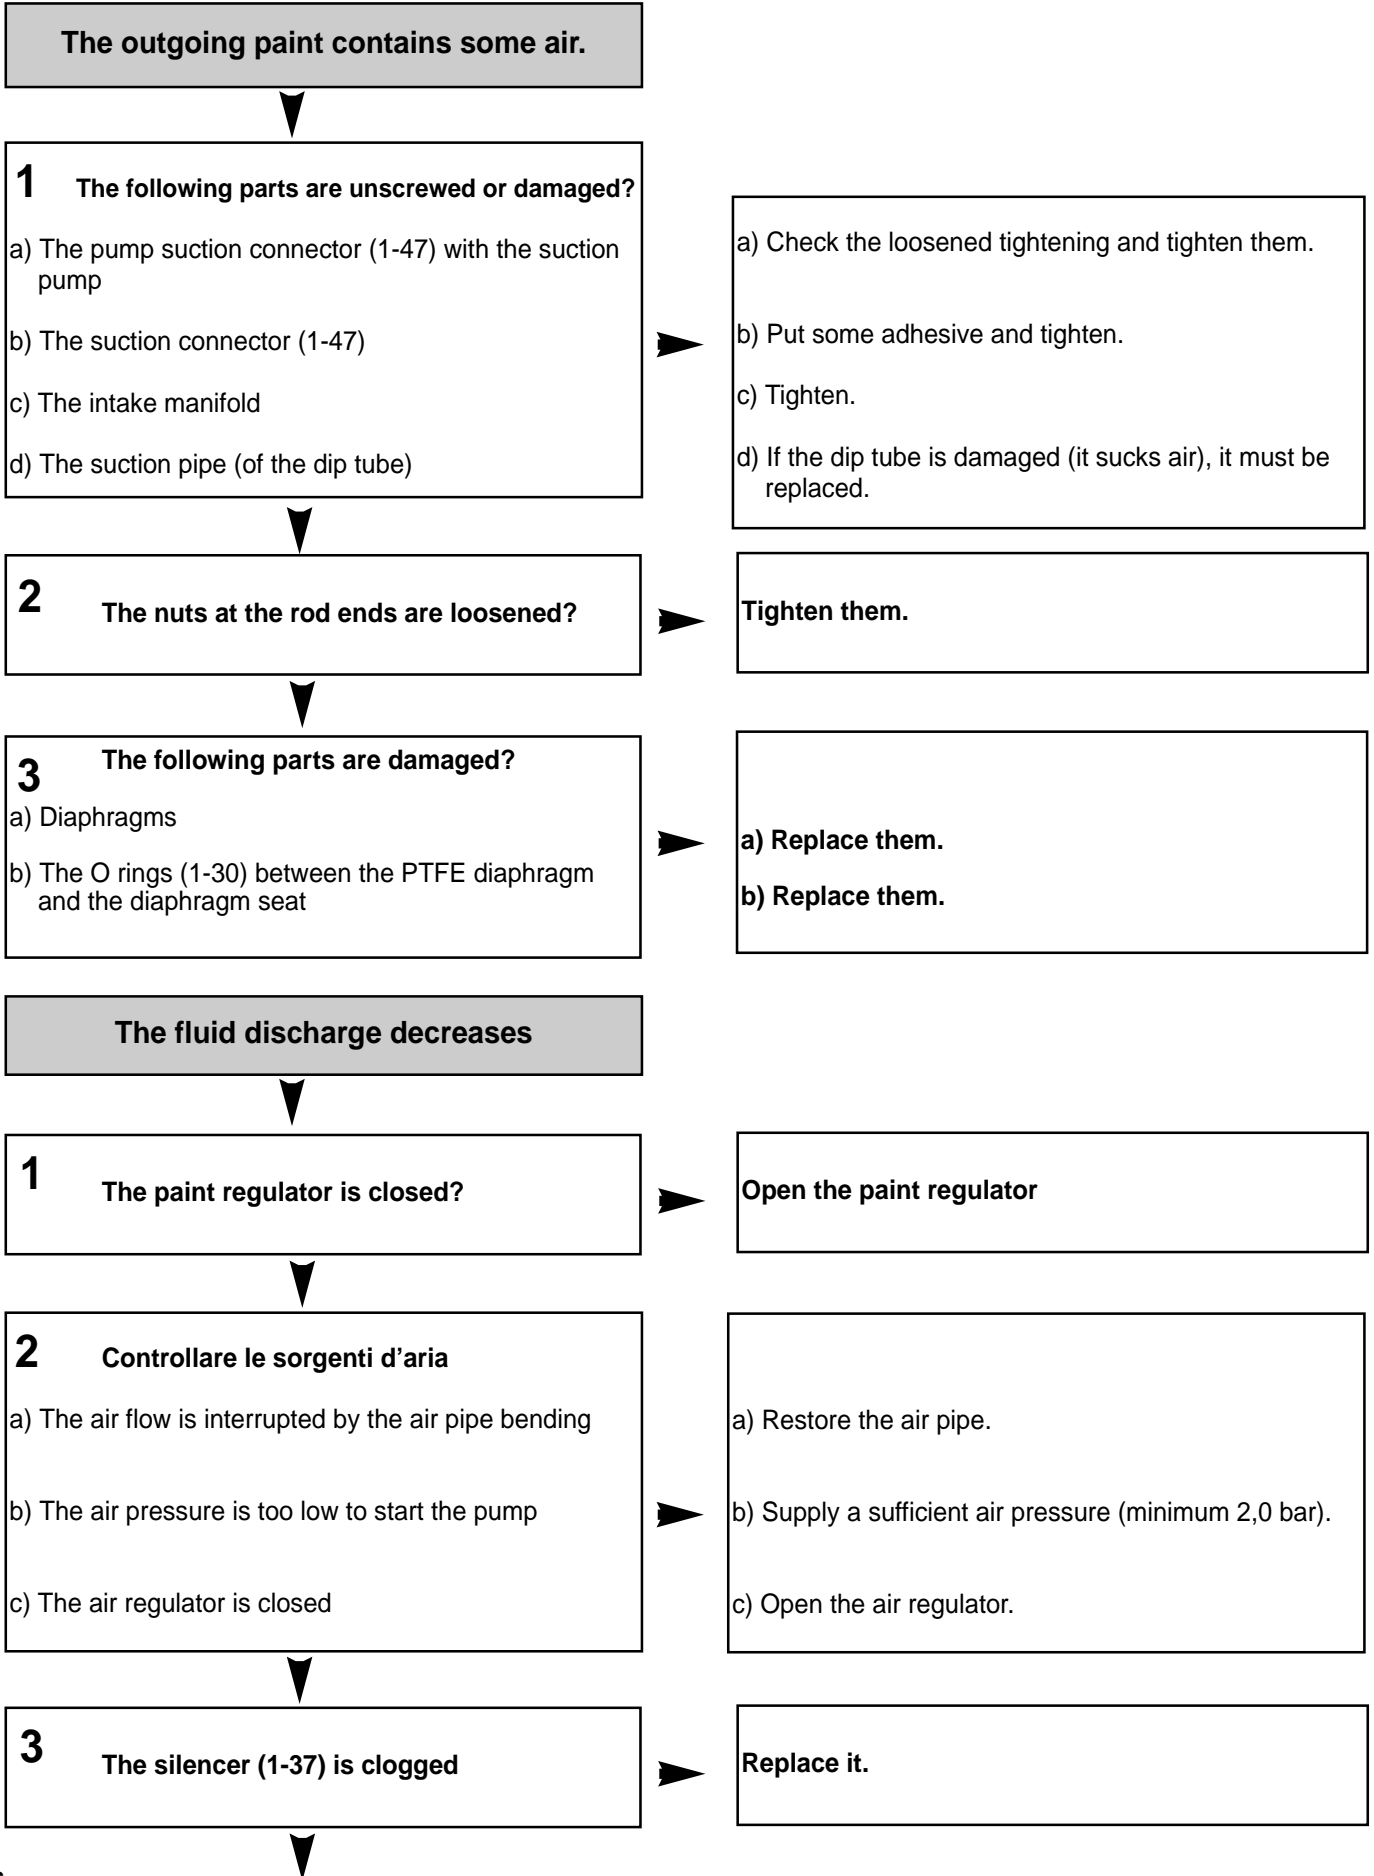 The outgoing paint contains some air.
1 The following parts are unscrewed or damaged?
a) The pump suction connector (1-47) with the suction
pump
b) The suction connector (1-47)
c) The intake manifold
d) The suction pipe (of the dip tube)
a) Check the loosened tightening and tighten them.
b) Put some adhesive and tighten.
c) Tighten.
d) If the dip tube is damaged (it sucks air), it must be
replaced.
2 The nuts at the rod ends are loosened?
Tighten them.
3 The following parts are damaged?
a) Diaphragms
b) The O rings (1-30) between the PTFE diaphragm
and the diaphragm seat
a) Replace them.
b) Replace them.
The fluid discharge decreases
1 The paint regulator is closed?
Open the paint regulator
2 Controllare le sorgenti d’aria
a) The air flow is interrupted by the air pipe bending
b) The air pressure is too low to start the pump
c) The air regulator is closed
a) Restore the air pipe.
b) Supply a sufficient air pressure (minimum 2,0 bar).
c) Open the air regulator.
3 The silencer (1-37) is clogged
Replace it.